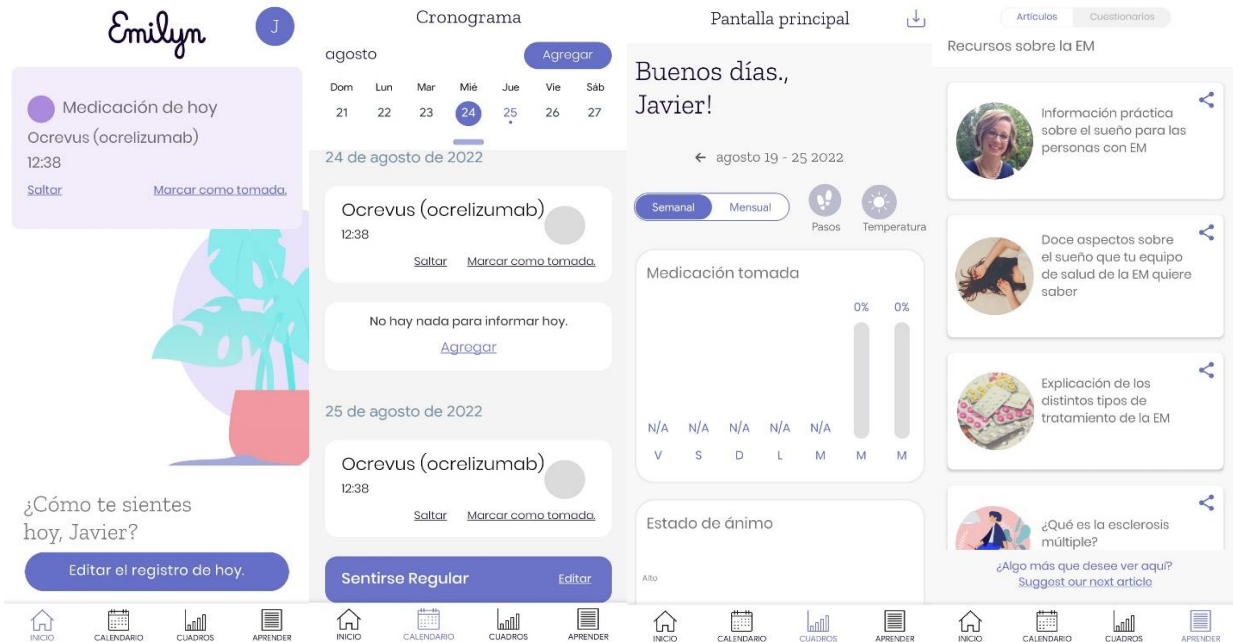 Emilyn
J
Medicación de hoy
Ocrevus (ocrelizumab)
12:38
Saltar Marcar como tomada.
¿Cómo te sientes
hoy, Javier?
Editar el registro de hoy.
INICIO CALENDARIO CUADROS APRENDER
Cronograma
agosto Agregar
Dom Lun Mar Mié Jue Vie Sáb
21 22 23 24 25 26 27
24 de agosto de 2022
Ocrevus (ocrelizumab)
12:38
Saltar Marcar como tomada.
No hay nada para informar hoy.
Agregar
25 de agosto de 2022
Ocrevus (ocrelizumab)
12:38
Saltar Marcar como tomada.
Sentirse Regular Editar
INICIO CALENDARIO CUADROS APRENDER
Pantalla principal
Buenos días.,
Javier!
agosto 19 - 25 2022
Semanal Mensual
Pasos Temperatura
Medicación tomada
0% 0%
N/A N/A N/A N/A N/A
V S D L M M M
Estado de ánimo
Alto
INICIO CALENDARIO CUADROS APRENDER
Artículos Cuestionarios
Recursos sobre la EM
Información práctica
sobre el sueño para las
personas con EM
Doce aspectos sobre
el sueño que tu equipo
de salud de la EM quiere
saber
Explicación de los
distintos tipos de
tratamiento de la EM
¿Qué es la esclerosis
múltiple?
¿Algo más que desee ver aquí?
Suggest our next article
INICIO CALENDARIO CUADROS APRENDER